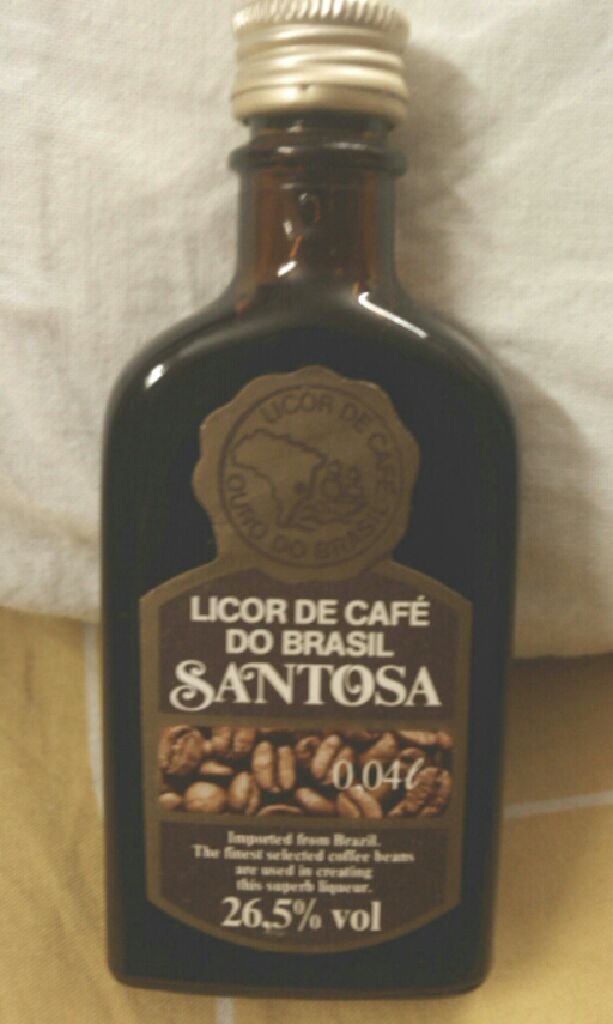 LICOR DE CAFÉ
OURO DO BRASIL
LICOR DE CAFÉ
DO BRASIL
SANTOSA
0,04 ℓ
Imported from Brazil.
The finest selected coffee beans
are used in creating
this superb liqueur.
26,5% vol